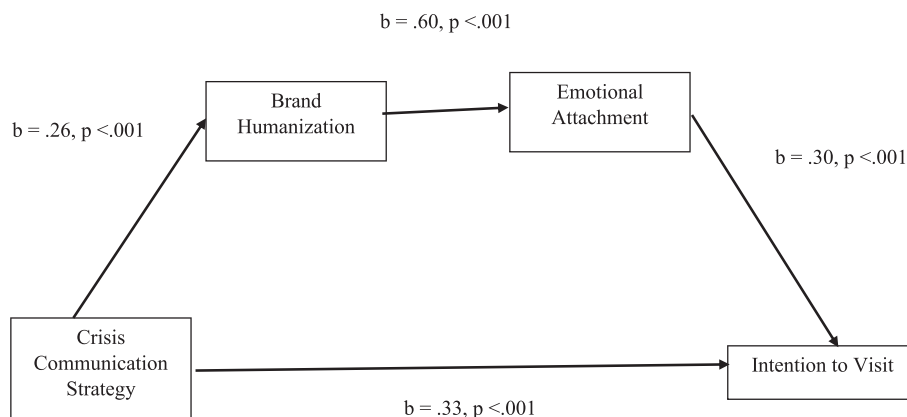 b = .60, p <.001
Brand
Humanization
Emotional
Attachment
b = .26, p <.001
b = .30, p <.001
Crisis
Communication
Strategy
Intention to Visit
b = .33, p <.001